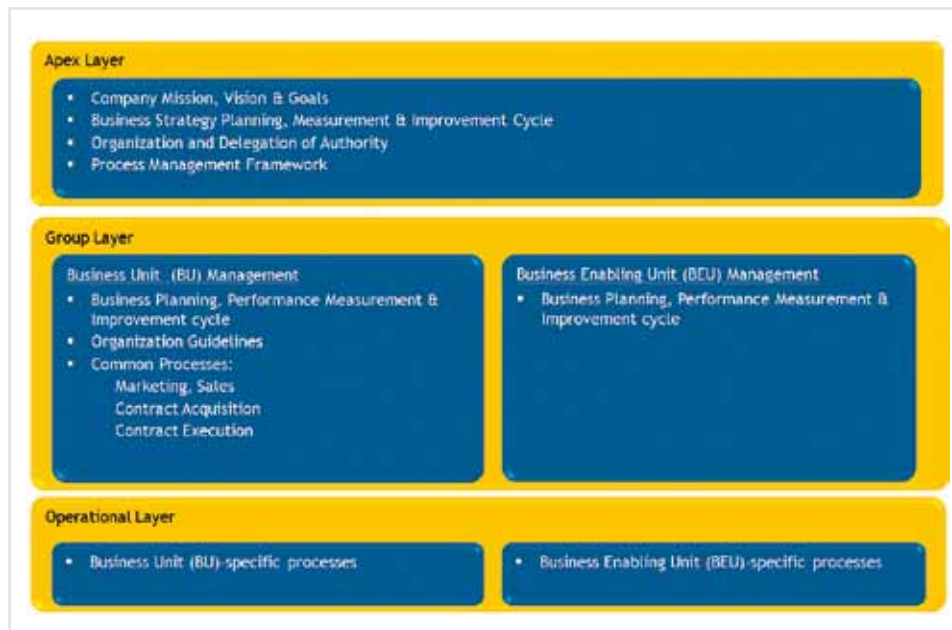 Apex Layer
• Company Mission, Vision & Goals
• Business Strategy Planning, Measurement & Improvement Cycle
• Organization and Delegation of Authority
• Process Management Framework
Group Layer
Business Unit (BU) Management
• Business Planning, Performance Measurement &
Improvement cycle
• Organization Guidelines
• Common Processes:
Marketing, Sales
Contract Acquisition
Contract Execution
Business Enabling Unit (BEU) Management
• Business Planning, Performance Measurement &
Improvement cycle
Operational Layer
• Business Unit (BU)-specific processes
• Business Enabling Unit (BEU)-specific processes